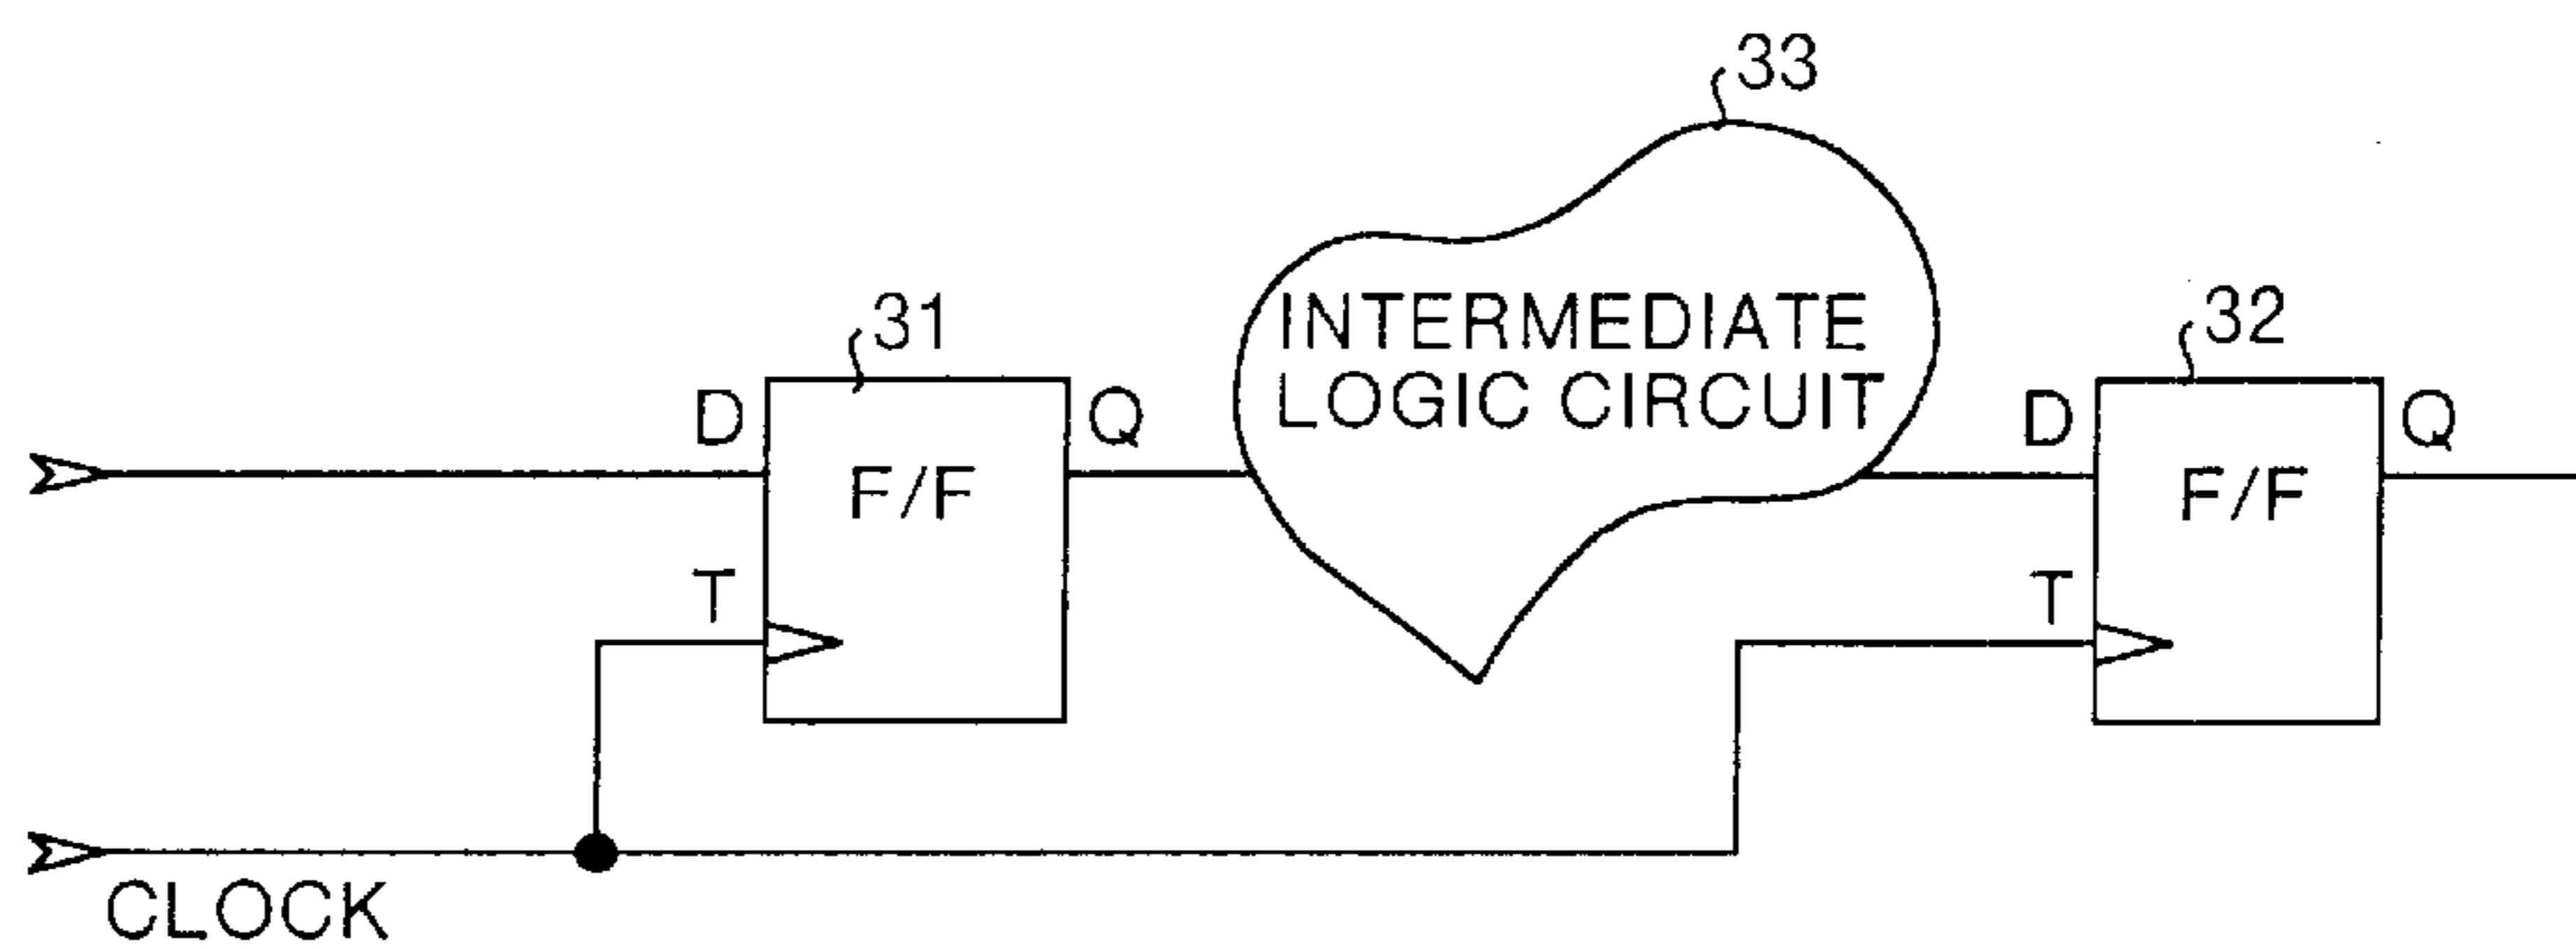 33
INTERMEDIATE
LOGIC CIRCUIT
31
32
D
Q
D
Q
F/F
F/F
T
T
CLOCK